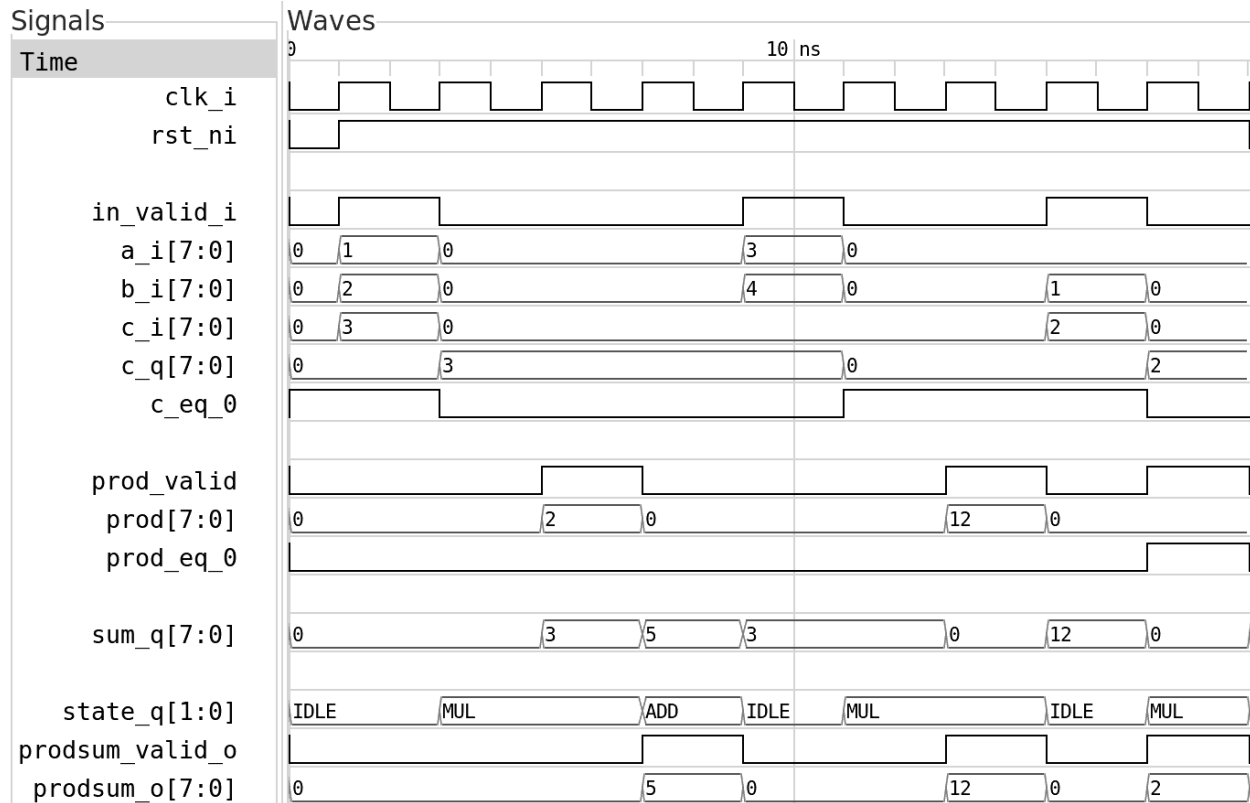 Signals Waves
Time 0 10 ns
clk_i
rst_ni
in_valid_i
a_i[7:0] 0 1 0 3 0
b_i[7:0] 0 2 0 4 0 1 0
c_i[7:0] 0 3 0 2 0
c_q[7:0] 0 3 0 2
c_eq_0
prod_valid
prod[7:0] 0 2 0 12 0
prod_eq_0
sum_q[7:0] 0 3 5 3 0 12 0
state_q[1:0] IDLE MUL ADD IDLE MUL IDLE MUL
prodsum_valid_o
prodsum_o[7:0] 0 5 0 12 0 2